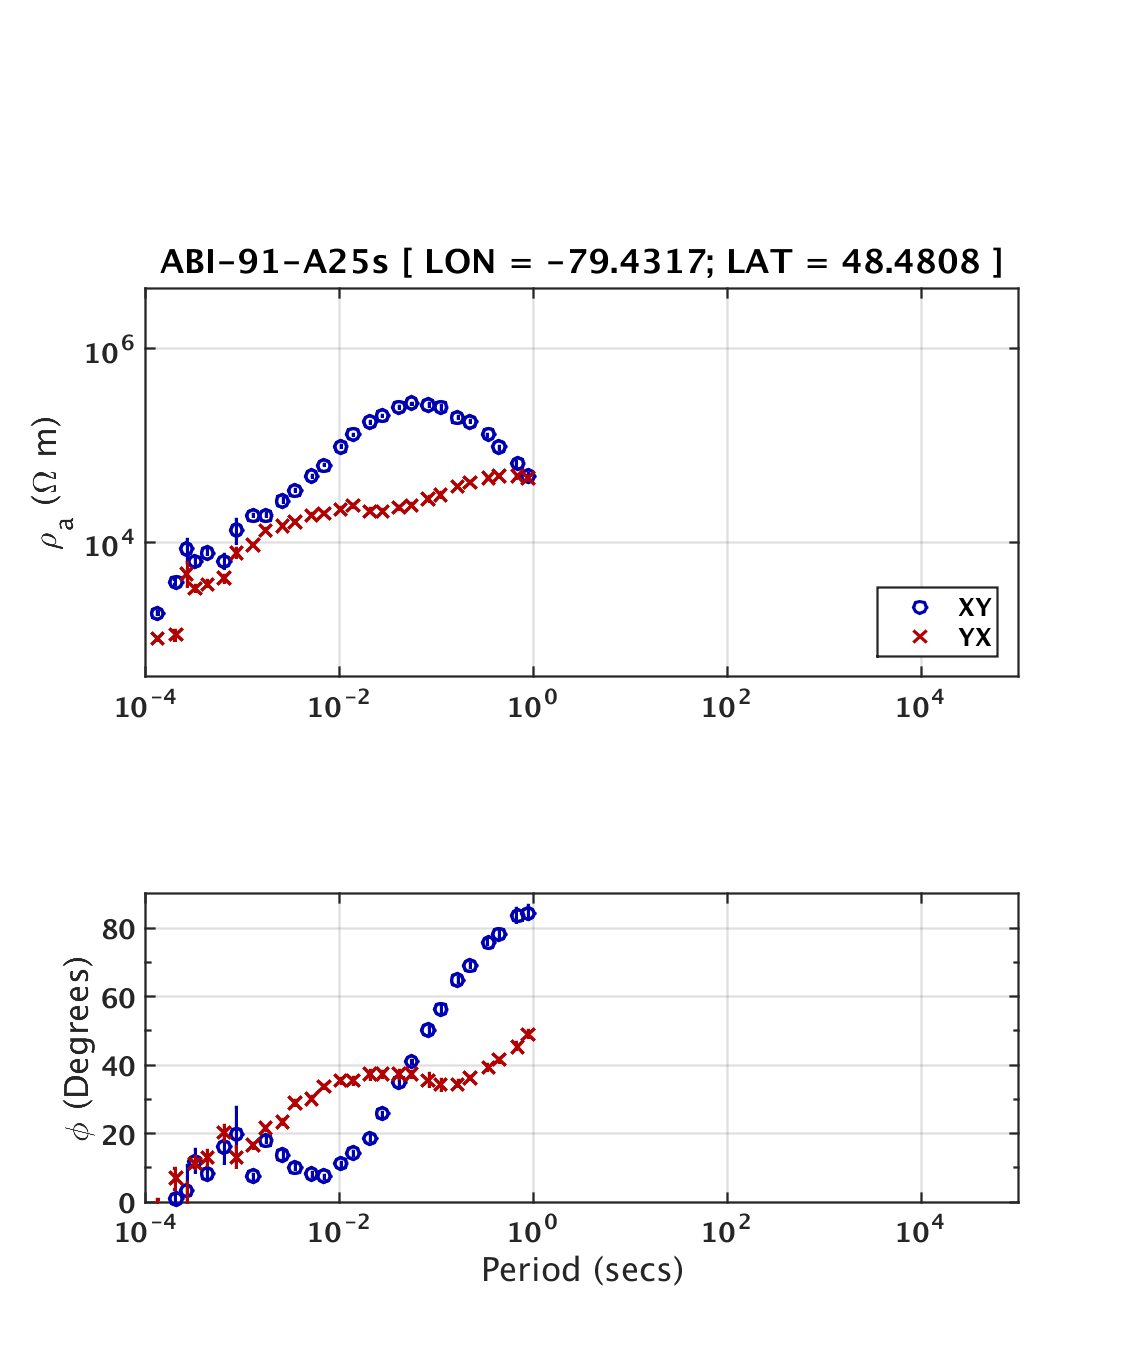 ABI-91-A25s [ LON = -79.4317; LAT = 48.4808 ]
ρa (Ω m)
10^6
10^4
XY
YX
10^-4 10^-2 10^0 10^2 10^4
φ (Degrees)
80
60
40
20
0
10^-4 10^-2 10^0 10^2 10^4
Period (secs)